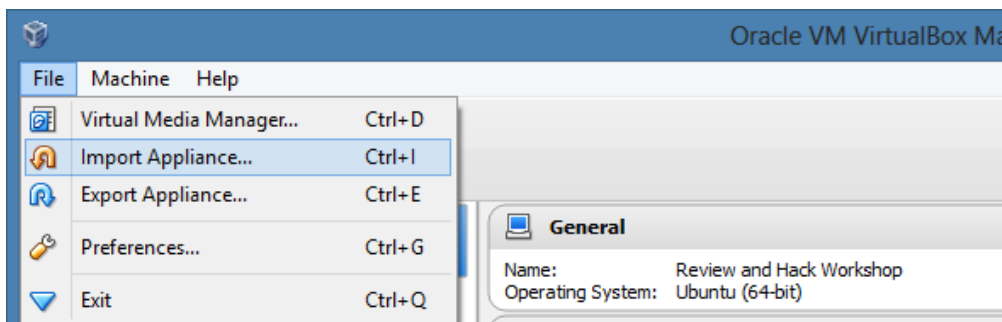 Oracle VM VirtualBox Ma
File Machine Help
Virtual Media Manager... Ctrl+D
Import Appliance... Ctrl+I
Export Appliance... Ctrl+E
Preferences... Ctrl+G
Exit Ctrl+Q
General
Name: Review and Hack Workshop
Operating System: Ubuntu (64-bit)